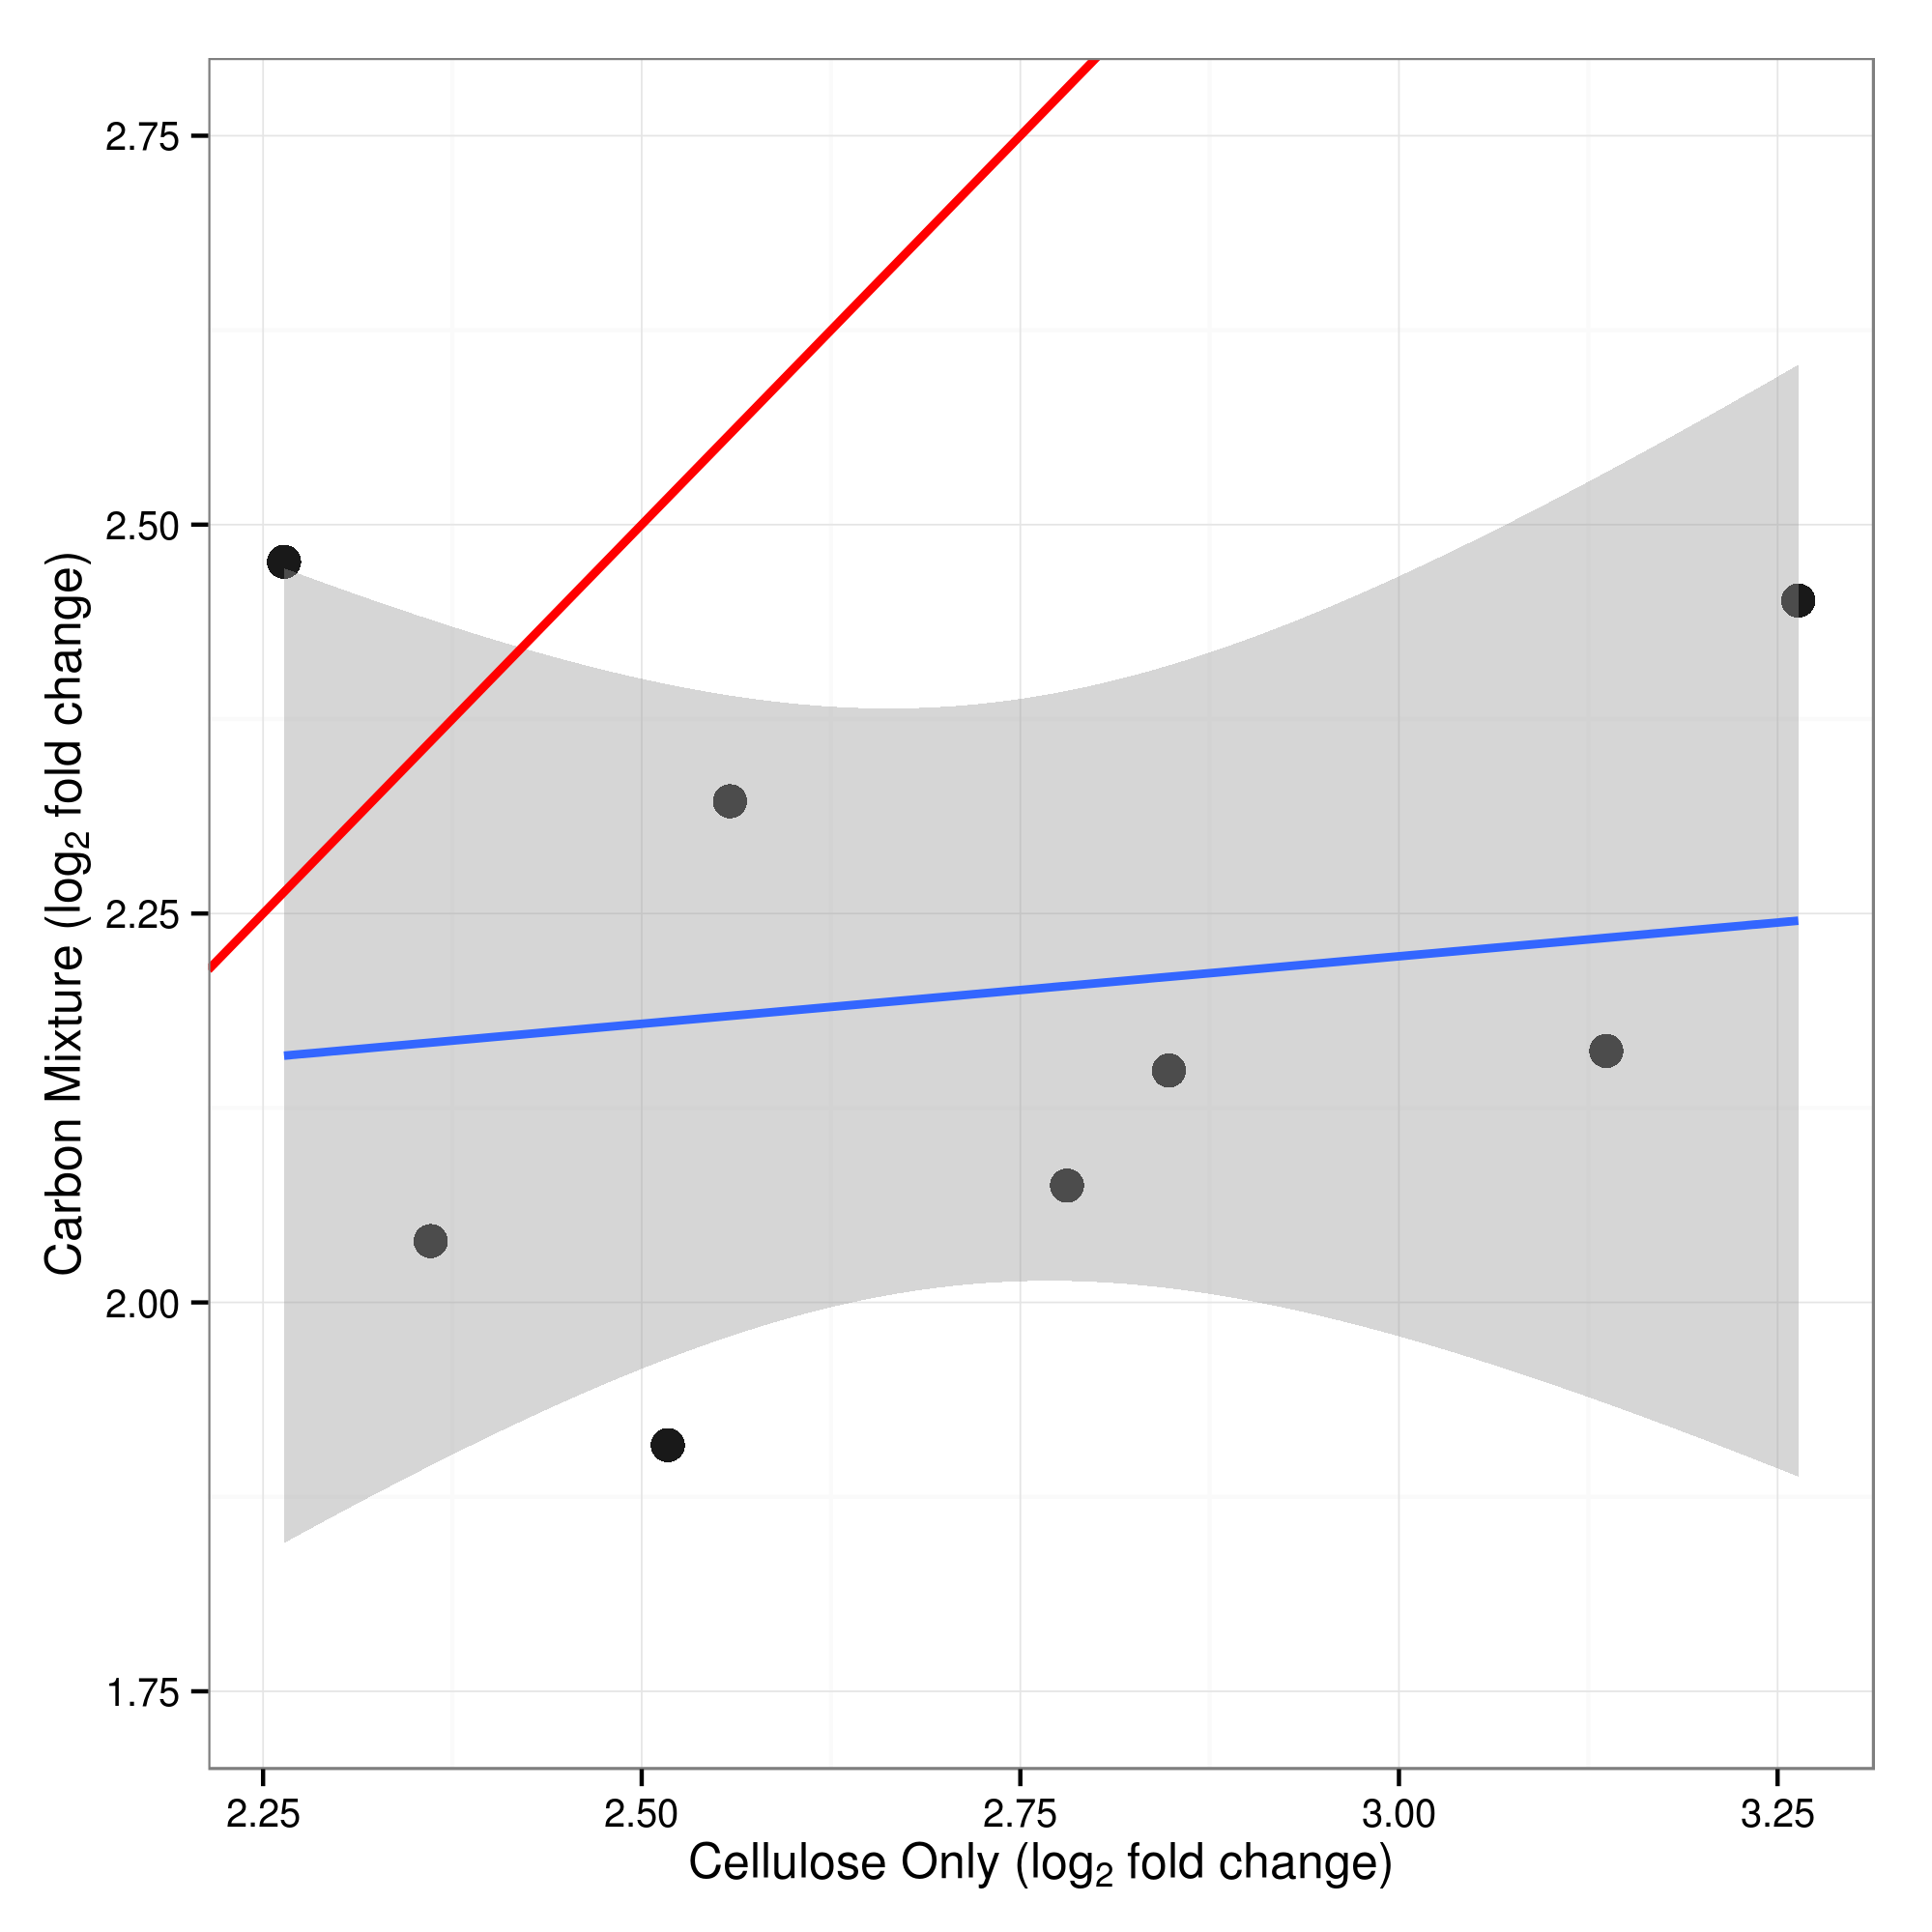 Carbon Mixture (log₂ fold change)
2.75
2.50
2.25
2.00
1.75
2.25 2.50 2.75 3.00 3.25
Cellulose Only (log₂ fold change)